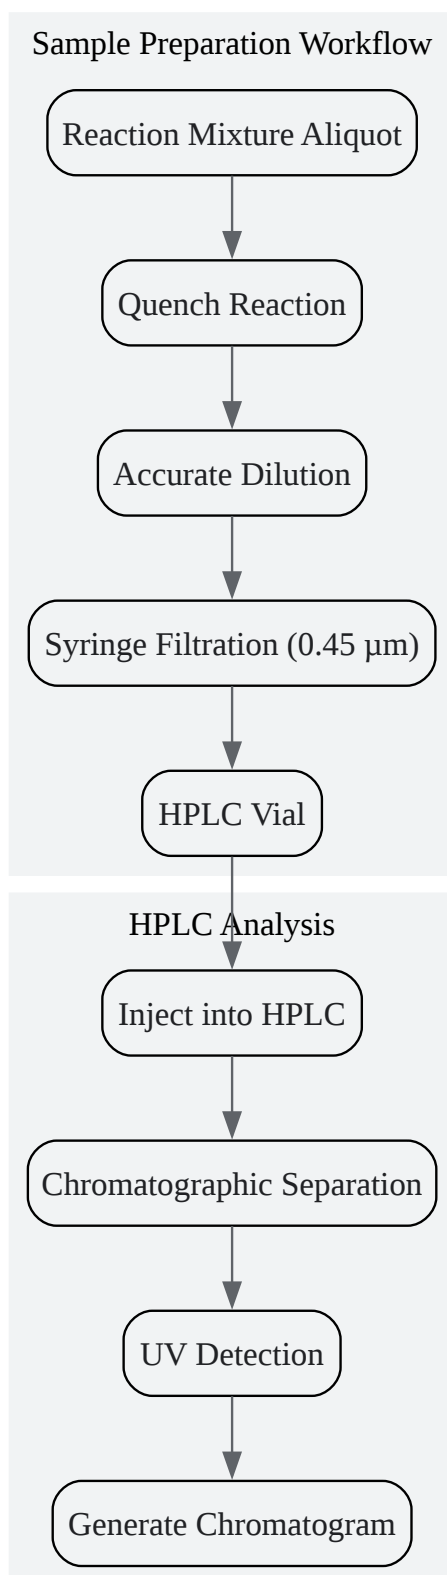 Sample Preparation Workflow
Reaction Mixture Aliquot
Quench Reaction
Accurate Dilution
Syringe Filtration (0.45 µm)
HPLC Vial
HPLC Analysis
Inject into HPLC
Chromatographic Separation
UV Detection
Generate Chromatogram